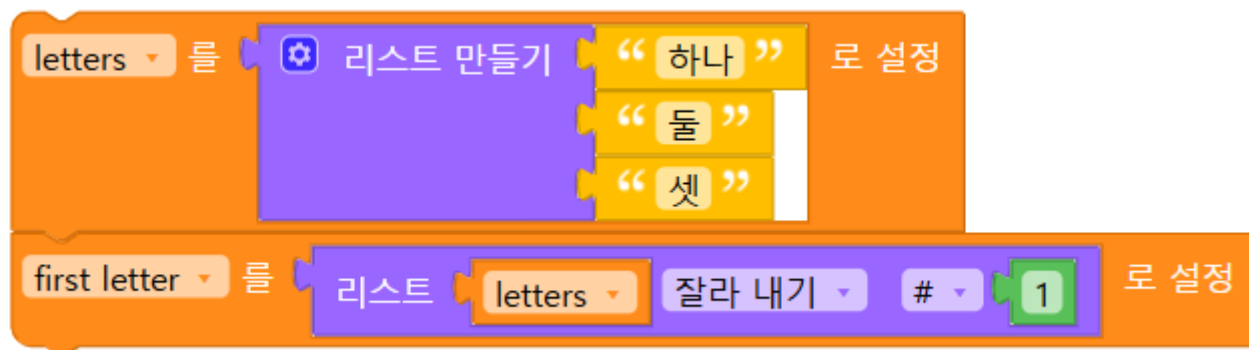 letters 를 리스트 만들기 “ 하나 ” 로 설정
“ 둘 ”
“ 셋 ”
first letter 를 리스트 letters 잘라 내기 # 1 로 설정